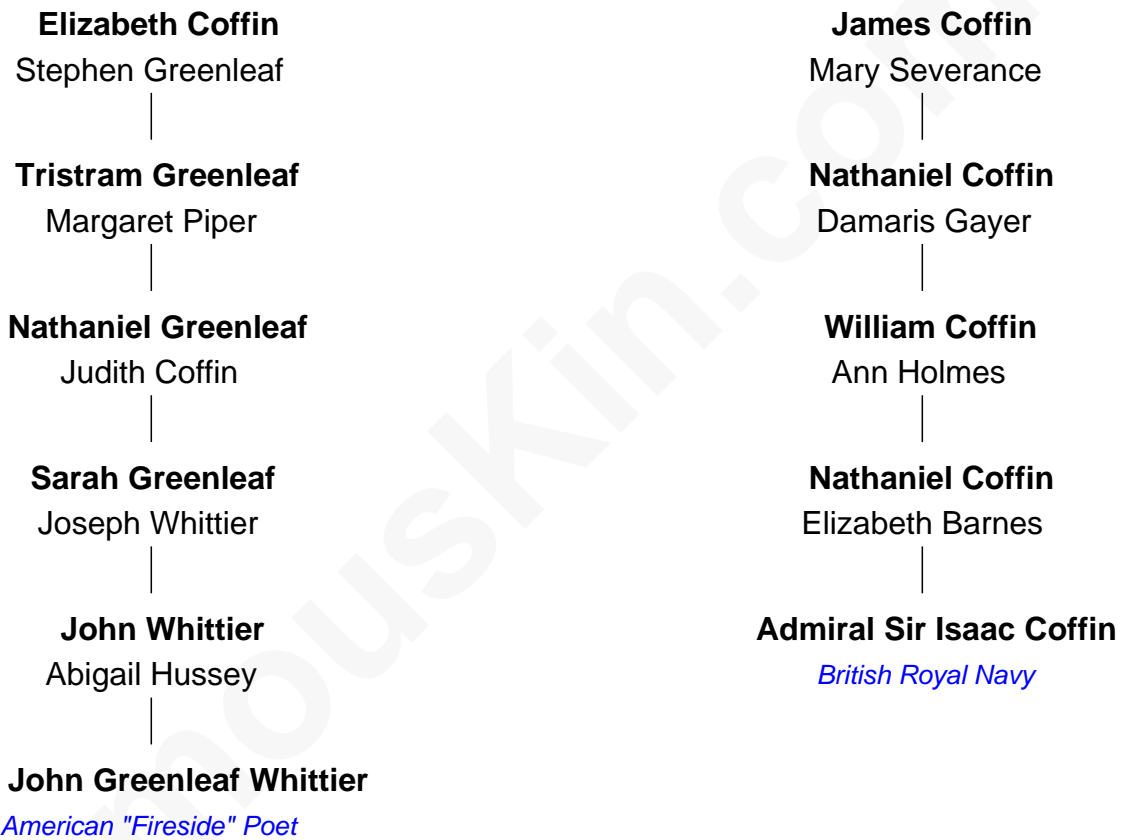 Elizabeth Coffin
Stephen Greenleaf
Tristram Greenleaf
Margaret Piper
Nathaniel Greenleaf
Judith Coffin
Sarah Greenleaf
Joseph Whittier
John Whittier
Abigail Hussey
John Greenleaf Whittier
American "Fireside" Poet
James Coffin
Mary Severance
Nathaniel Coffin
Damaris Gayer
William Coffin
Ann Holmes
Nathaniel Coffin
Elizabeth Barnes
Admiral Sir Isaac Coffin
British Royal Navy
mousKin.com